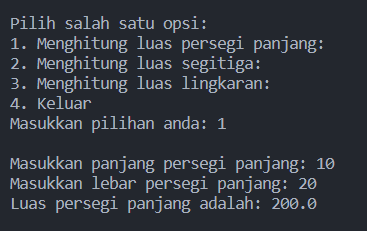 Pilih salah satu opsi:
1. Menghitung luas persegi panjang:
2. Menghitung luas segitiga:
3. Menghitung luas lingkaran:
4. Keluar
Masukkan pilihan anda: 1
Masukkan panjang persegi panjang: 10
Masukkan lebar persegi panjang: 20
Luas persegi panjang adalah: 200.0